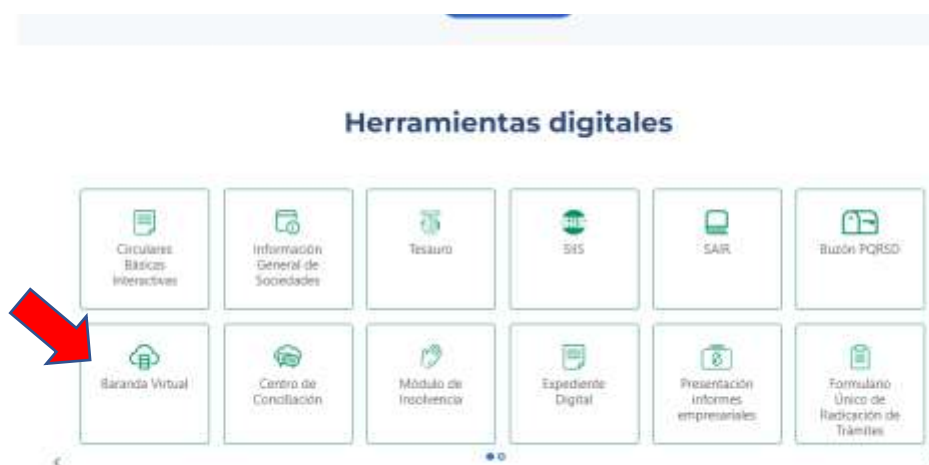 Herramientas digitales
Circulares
Básicas
Interactivas
Información
General de
Sociedades
Tesauro
SIIS
SAIR
Buzón PQRSD
Baranda Virtual
Centro de
Conciliación
Módulo de
Insolvencia
Expediente
Digital
Presentación
informes
empresariales
Formulario
Único de
Radicación de
Trámites